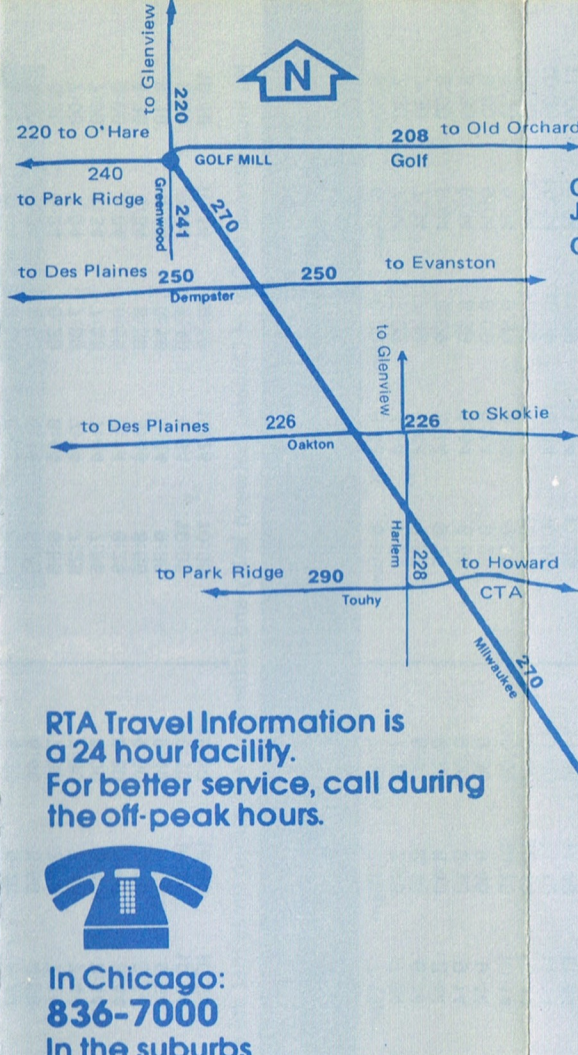 to Glenview
220
N
220 to O'Hare
208 to Old Orchard
GOLF MILL
Golf
240
to Park Ridge
Greenwood
241
270
to Des Plaines 250
Dempster
250
to Evanston
to Glenview
to Des Plaines
226
Oakton
226
to Skokie
Harlem
228
to Park Ridge 290
Touhy
to Howard
CTA
Milwaukee
270
RTA Travel Information is
a 24 hour facility.
For better service, call during
the off-peak hours.
In Chicago:
836-7000
In the suburbs